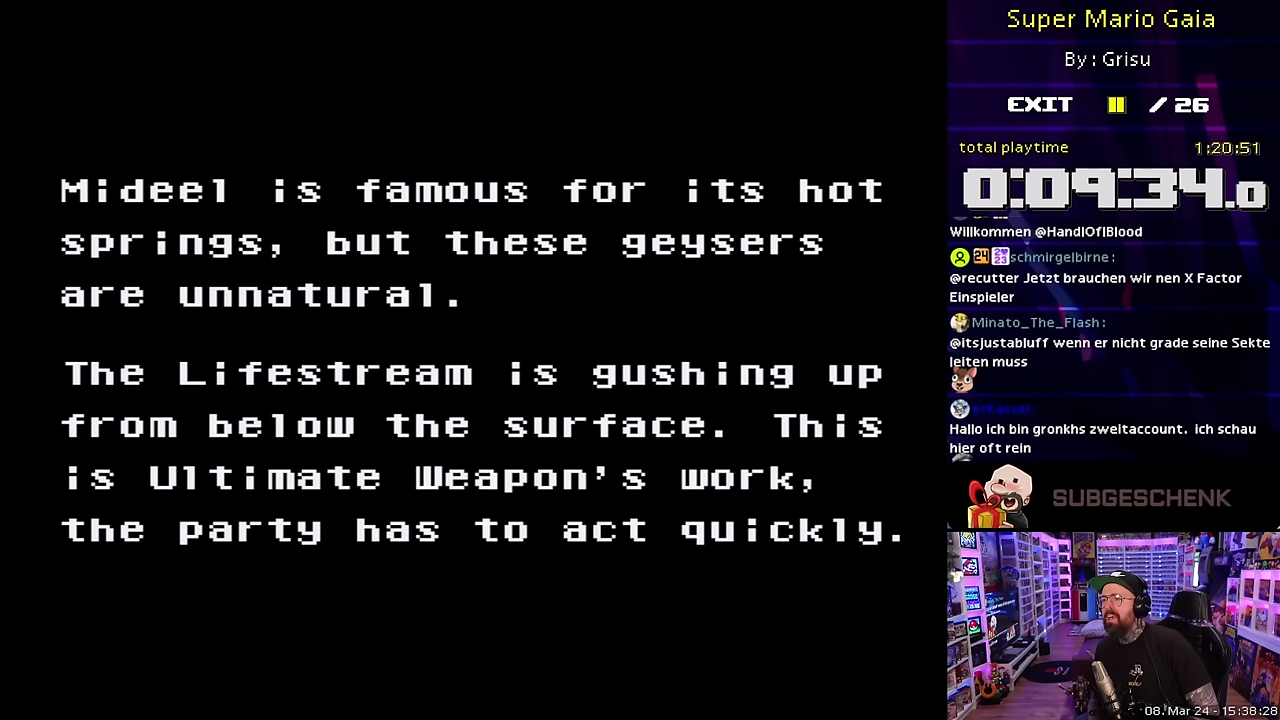 Mideel is famous for its hot
springs, but these geysers
are unnatural.
The Lifestream is gushing up
from below the surface. This
is Ultimate Weapon's work,
the party has to act quickly.
Super Mario Gaia
By : Grisu
EXIT / 26
total playtime 1:20:51
0:09:34.0
Willkommen @HandlOfIBlood
schmirgelbirne :
@recutter Jetzt brauchen wir nen X Factor
Einspieler
Minato_The_Flash :
@itsjustabluff wenn er nicht grade seine Sekte
leiten muss
Hallo ich bin gronkhs zweitaccount. ich schau
hier oft rein
SUBGESCHENK
08. Mar 24 - 15:38:28